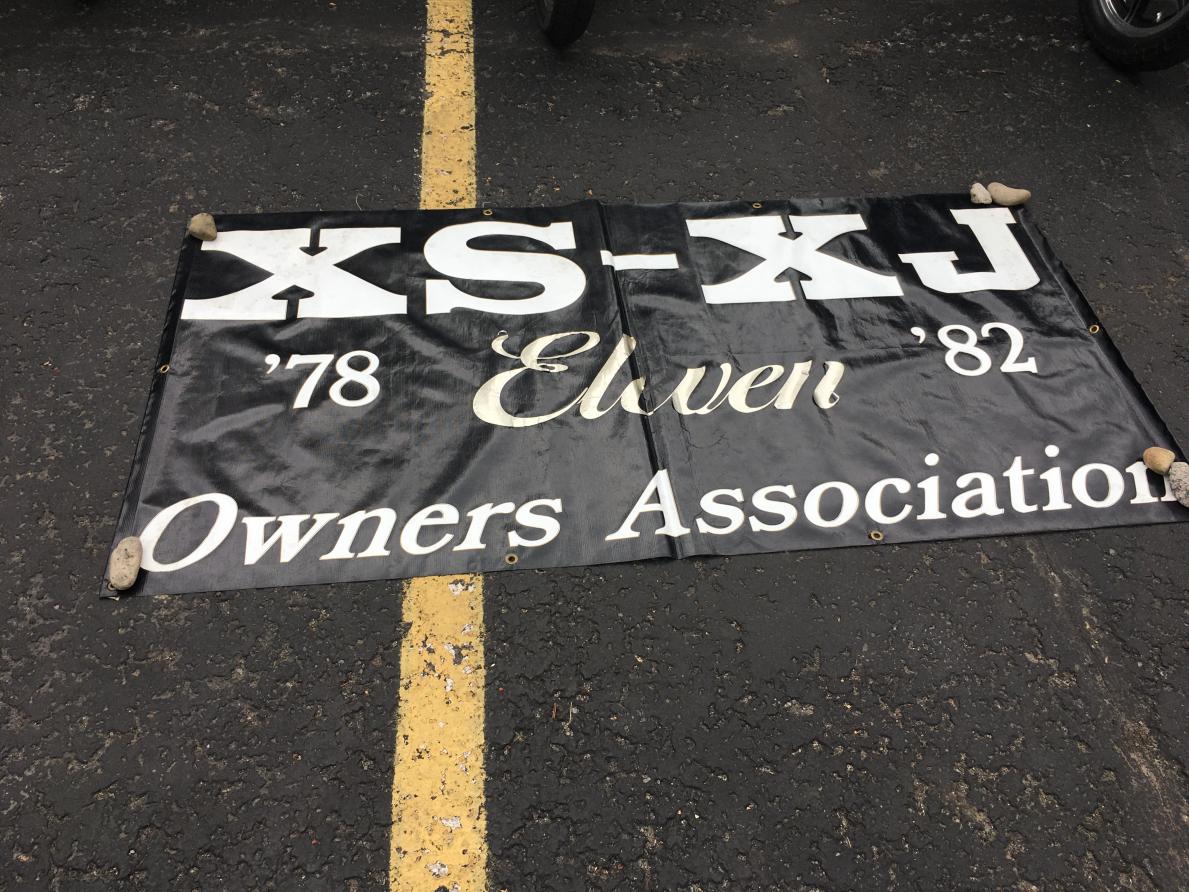 XS-XJ
'78 Eleven '82
Owners Association